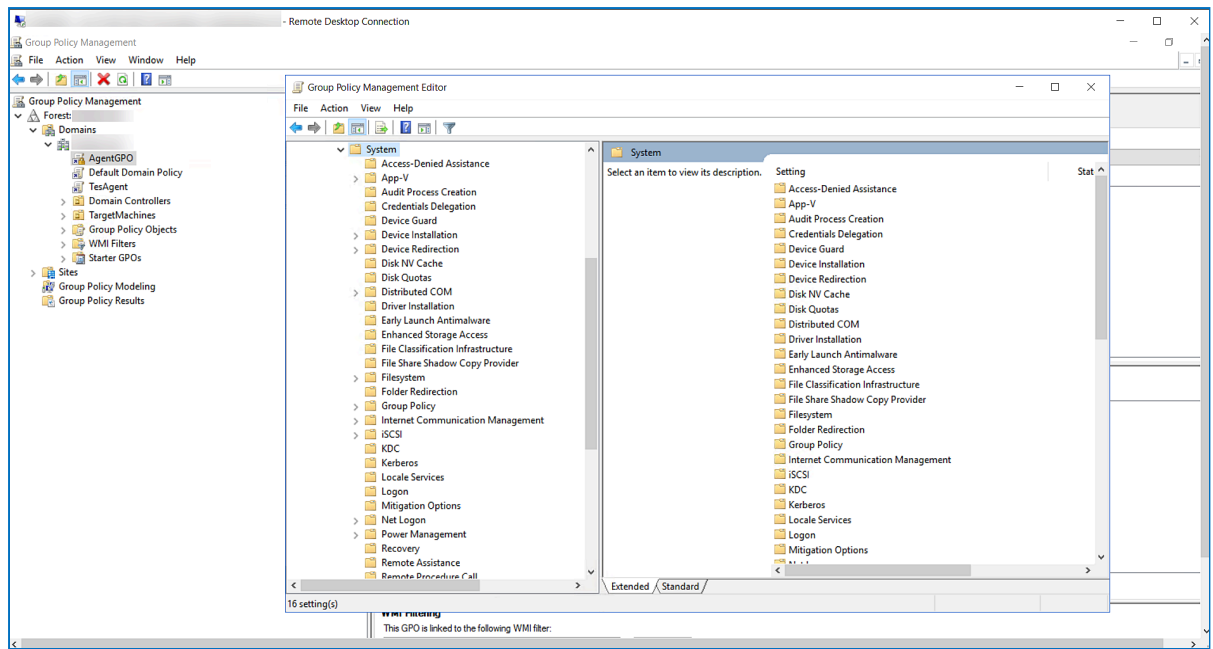 - Remote Desktop Connection
Group Policy Management
File Action View Window Help
Group Policy Management
Forest:
Domains
AgentGPO
Default Domain Policy
TesAgent
Domain Controllers
TargetMachines
Group Policy Objects
WMI Filters
Starter GPOs
Sites
Group Policy Modeling
Group Policy Results
Group Policy Management Editor
File Action View Help
System
Access-Denied Assistance
App-V
Audit Process Creation
Credentials Delegation
Device Guard
Device Installation
Device Redirection
Disk NV Cache
Disk Quotas
Distributed COM
Driver Installation
Early Launch Antimalware
Enhanced Storage Access
File Classification Infrastructure
File Share Shadow Copy Provider
Filesystem
Folder Redirection
Group Policy
Internet Communication Management
iSCSI
KDC
Kerberos
Locale Services
Logon
Mitigation Options
Net Logon
Power Management
Recovery
Remote Assistance
Remote Procedure Call
System
Select an item to view its description.
Setting Stat
Access-Denied Assistance
App-V
Audit Process Creation
Credentials Delegation
Device Guard
Device Installation
Device Redirection
Disk NV Cache
Disk Quotas
Distributed COM
Driver Installation
Early Launch Antimalware
Enhanced Storage Access
File Classification Infrastructure
File Share Shadow Copy Provider
Filesystem
Folder Redirection
Group Policy
Internet Communication Management
iSCSI
KDC
Kerberos
Locale Services
Logon
Mitigation Options
Extended Standard
16 setting(s)
WMI Filtering
This GPO is linked to the following WMI filter: